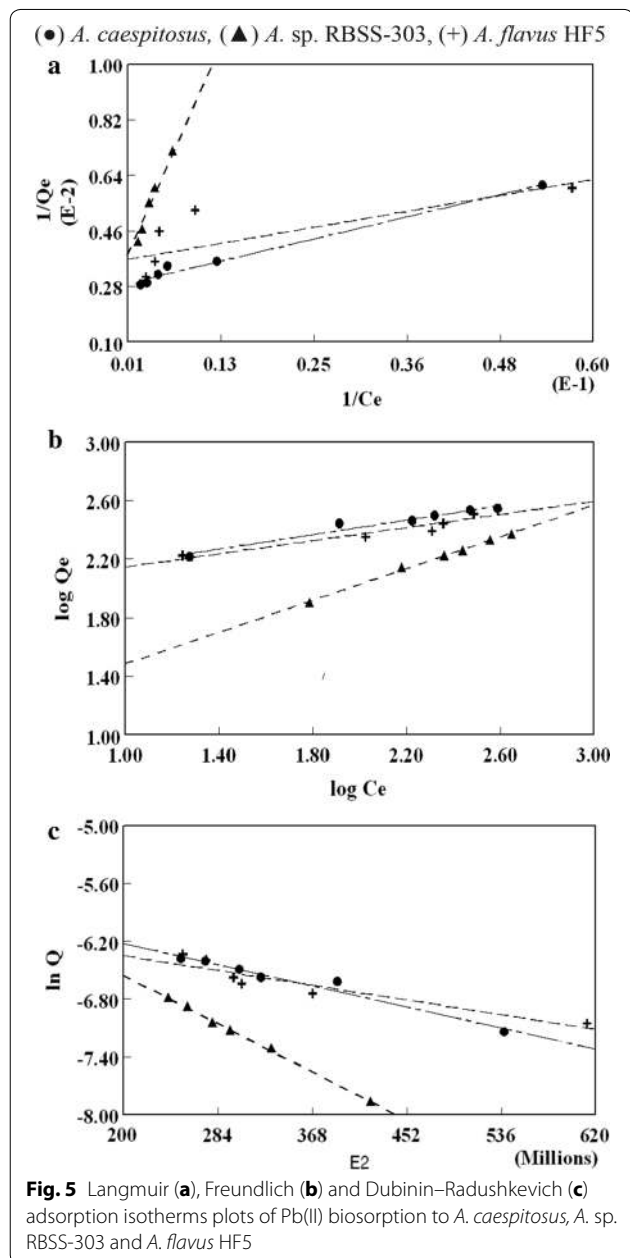 (●) A. caespitosus, (▲) A. sp. RBSS-303, (+) A. flavus HF5
a
1.00
0.82
0.64
0.46
0.28
0.10
1/Qe
(E-2)
0.01 0.13 0.25 0.36 0.48 0.60
(E-1)
1/Ce
b
3.00
2.60
2.20
1.80
1.40
1.00
log Qe
1.00 1.40 1.80 2.20 2.60 3.00
log Ce
c
-5.00
-5.60
-6.20
-6.80
-7.40
-8.00
ln Q
200 284 368 452 536 620
E2 (Millions)
Fig. 5 Langmuir (a), Freundlich (b) and Dubinin–Radushkevich (c)
adsorption isotherms plots of Pb(II) biosorption to A. caespitosus, A. sp.
RBSS-303 and A. flavus HF5